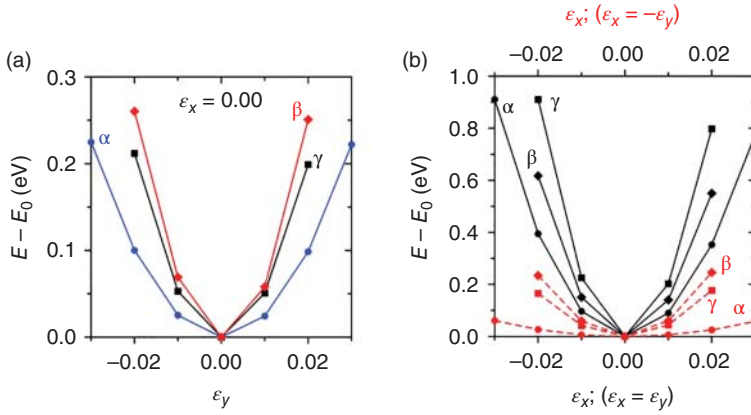 εx; (εx = −εy)
−0.02 0.00 0.02
(a) (b)
0.3
0.2
0.1
0.0
E − E0 (eV)
εx = 0.00
α
β
γ
−0.02 0.00 0.02
εy
1.0
0.8
0.6
0.4
0.2
0.0
E − E0 (eV)
α
γ
β
β
γ
α
−0.02 0.00 0.02
εx; (εx = εy)